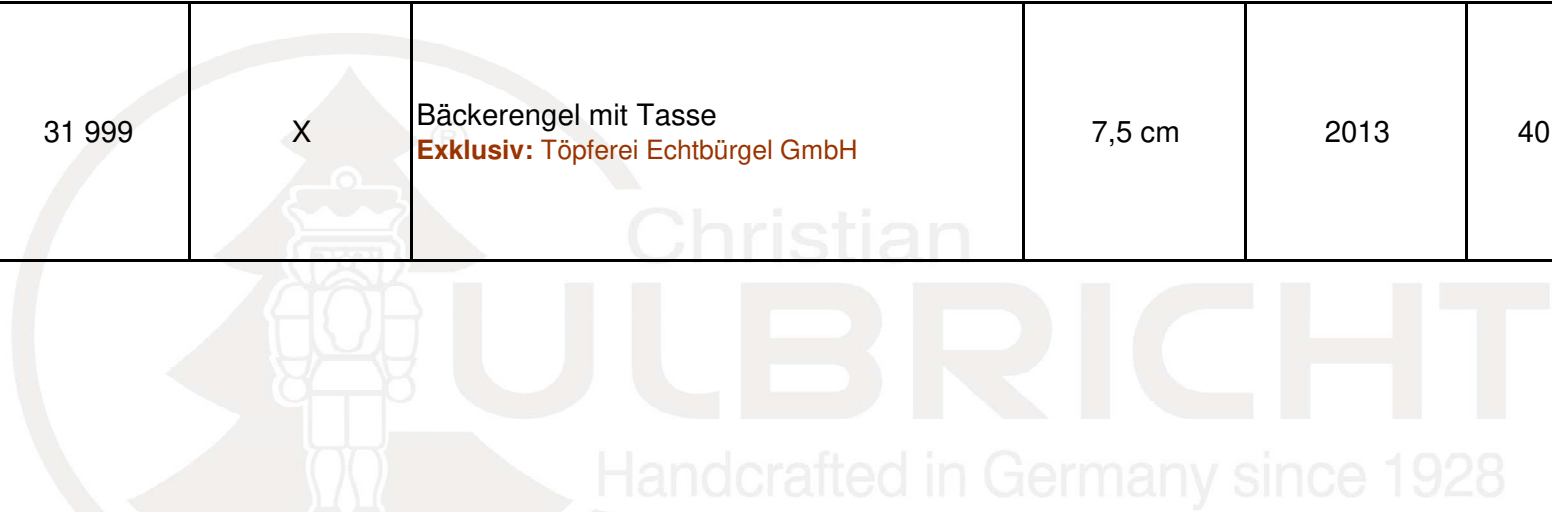 31 999 X Bäckerengel mit Tasse 7,5 cm 2013 40
Exklusiv: Töpferei Echtbürgel GmbH
®
Christian
ULBRICHT
Handcrafted in Germany since 1928